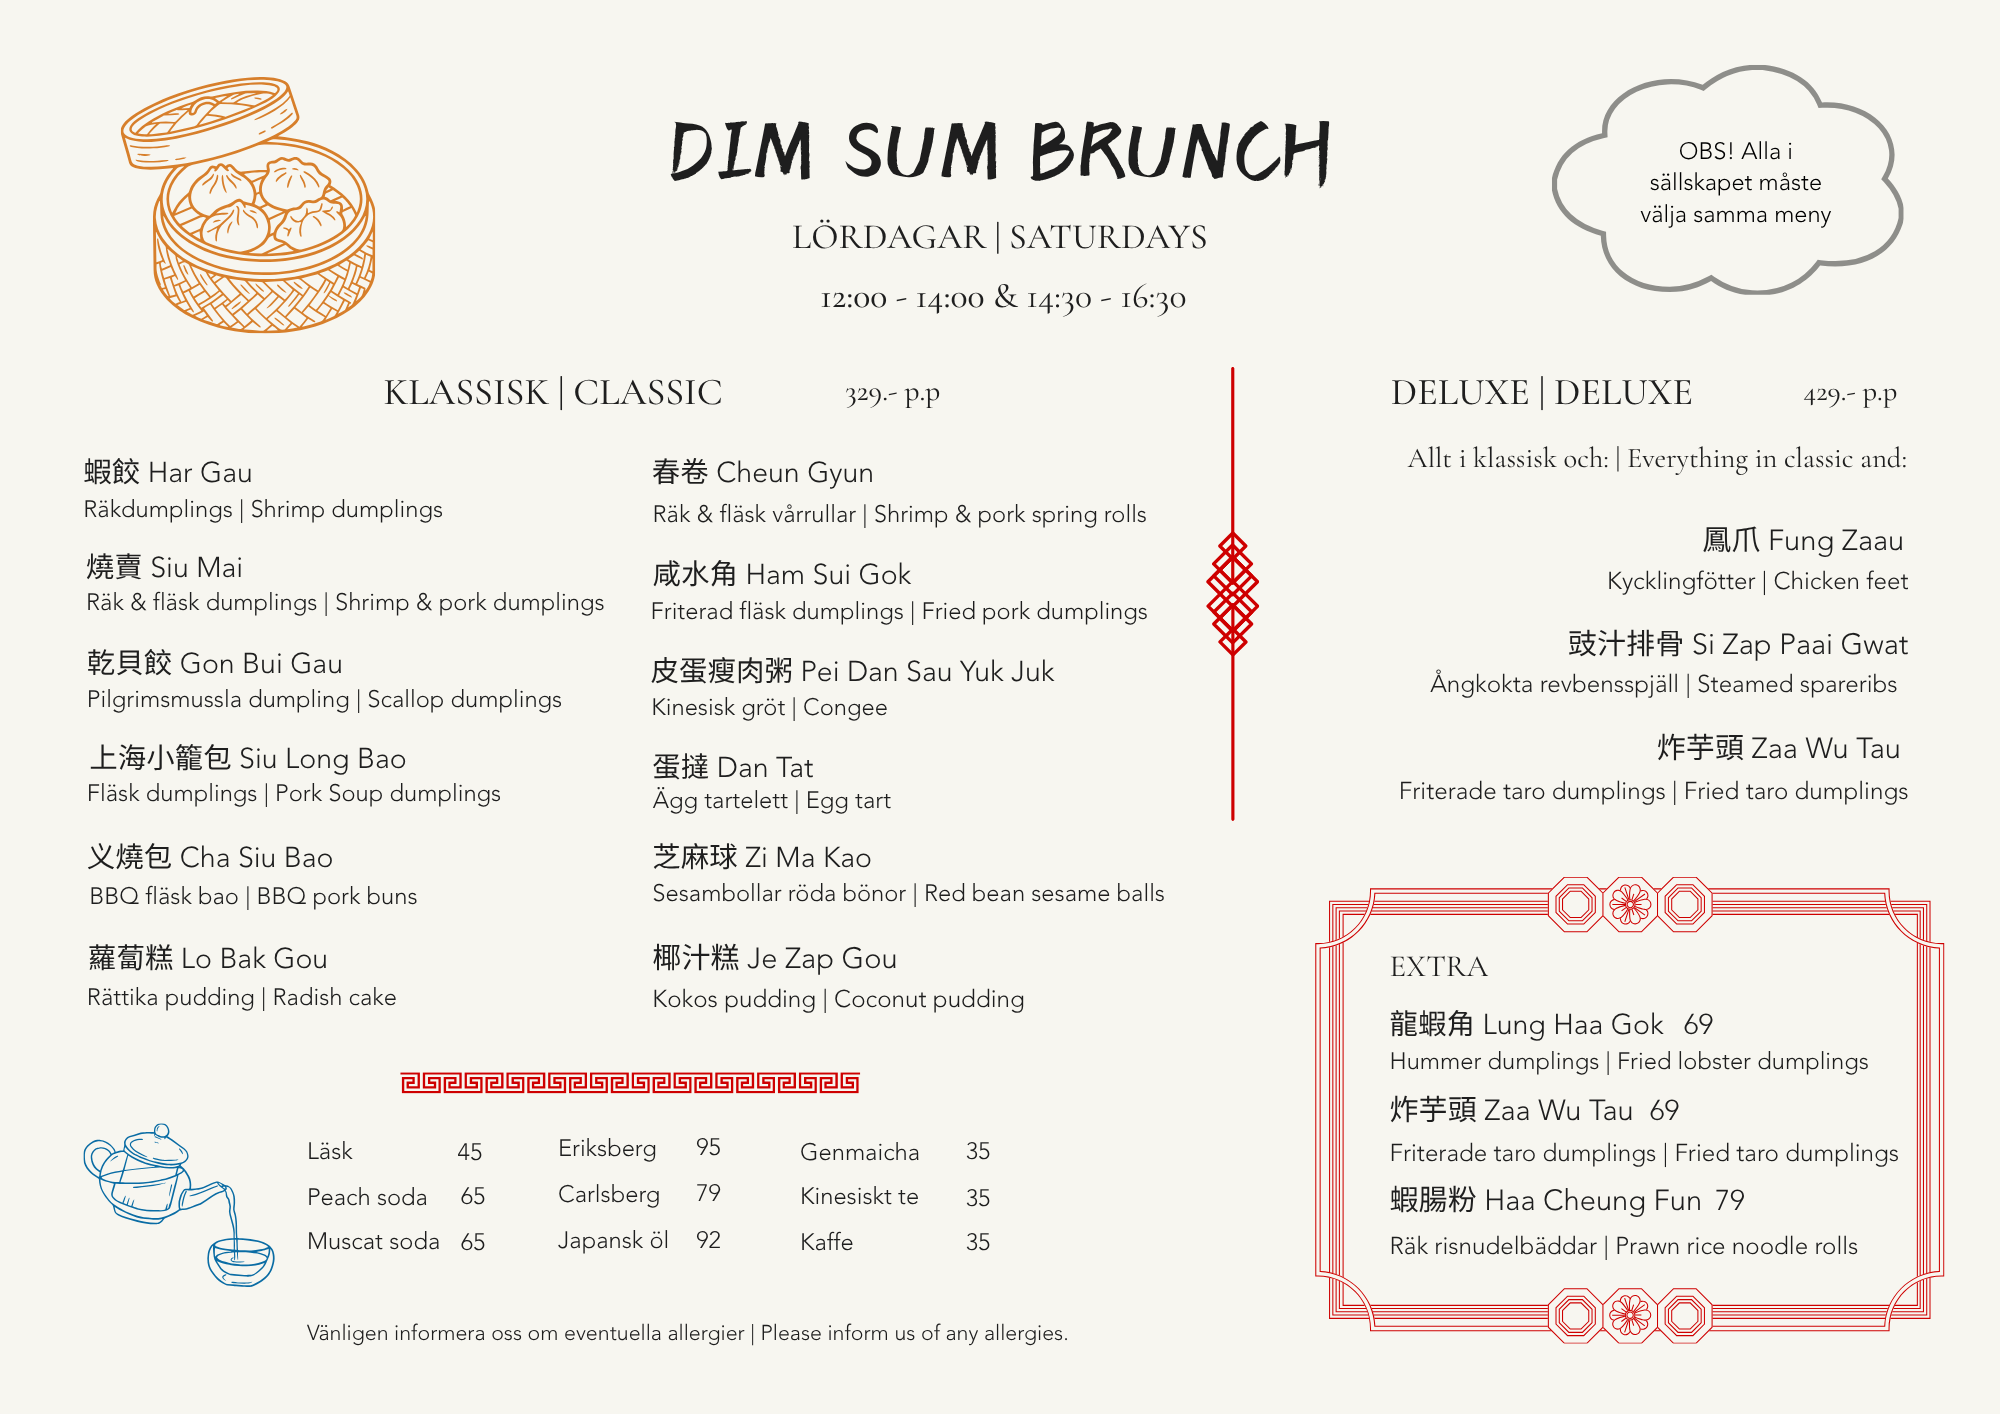 DIM SUM BRUNCH
LÖRDAGAR | SATURDAYS
12:00 - 14:00 & 14:30 - 16:30
OBS! Alla i
sällskapet måste
välja samma meny
KLASSISK | CLASSIC 329.- p.p
蝦餃 Har Gau
Räkdumplings | Shrimp dumplings
燒賣 Siu Mai
Räk & fläsk dumplings | Shrimp & pork dumplings
乾貝餃 Gon Bui Gau
Pilgrimsmussla dumpling | Scallop dumplings
上海小籠包 Siu Long Bao
Fläsk dumplings | Pork Soup dumplings
义燒包 Cha Siu Bao
BBQ fläsk bao | BBQ pork buns
蘿蔔糕 Lo Bak Gou
Rättika pudding | Radish cake
春卷 Cheun Gyun
Räk & fläsk vårrullar | Shrimp & pork spring rolls
咸水角 Ham Sui Gok
Friterad fläsk dumplings | Fried pork dumplings
皮蛋瘦肉粥 Pei Dan Sau Yuk Juk
Kinesisk gröt | Congee
蛋撻 Dan Tat
Ägg tartelett | Egg tart
芝麻球 Zi Ma Kao
Sesambollar röda bönor | Red bean sesame balls
椰汁糕 Je Zap Gou
Kokos pudding | Coconut pudding
DELUXE | DELUXE 429.- p.p
Allt i klassisk och: | Everything in classic and:
鳳爪 Fung Zaau
Kycklingfötter | Chicken feet
豉汁排骨 Si Zap Paai Gwat
Ångkokta revbensspjäll | Steamed spareribs
炸芋頭 Zaa Wu Tau
Friterade taro dumplings | Fried taro dumplings
EXTRA
龍蝦角 Lung Haa Gok 69
Hummer dumplings | Fried lobster dumplings
炸芋頭 Zaa Wu Tau 69
Friterade taro dumplings | Fried taro dumplings
蝦腸粉 Haa Cheung Fun 79
Räk risnudelbäddar | Prawn rice noodle rolls
Läsk 45
Peach soda 65
Muscat soda 65
Eriksberg 95
Carlsberg 79
Japansk öl 92
Genmaicha 35
Kinesiskt te 35
Kaffe 35
Vänligen informera oss om eventuella allergier | Please inform us of any allergies.